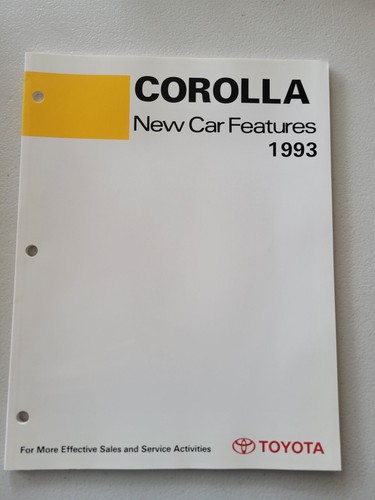 COROLLA
New Car Features
1993
For More Effective Sales and Service Activities
TOYOTA